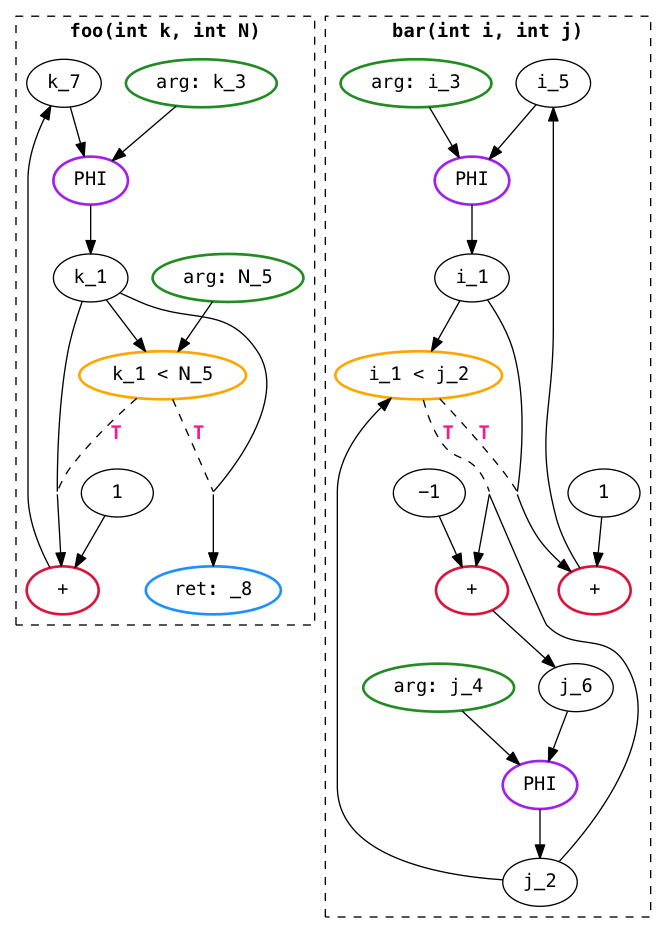 foo(int k, int N)
k_7
arg: k_3
PHI
k_1
arg: N_5
k_1 < N_5
T
T
1
+
ret: _8
bar(int i, int j)
arg: i_3
i_5
PHI
i_1
i_1 < j_2
T
T
−1
1
+
+
arg: j_4
j_6
PHI
j_2